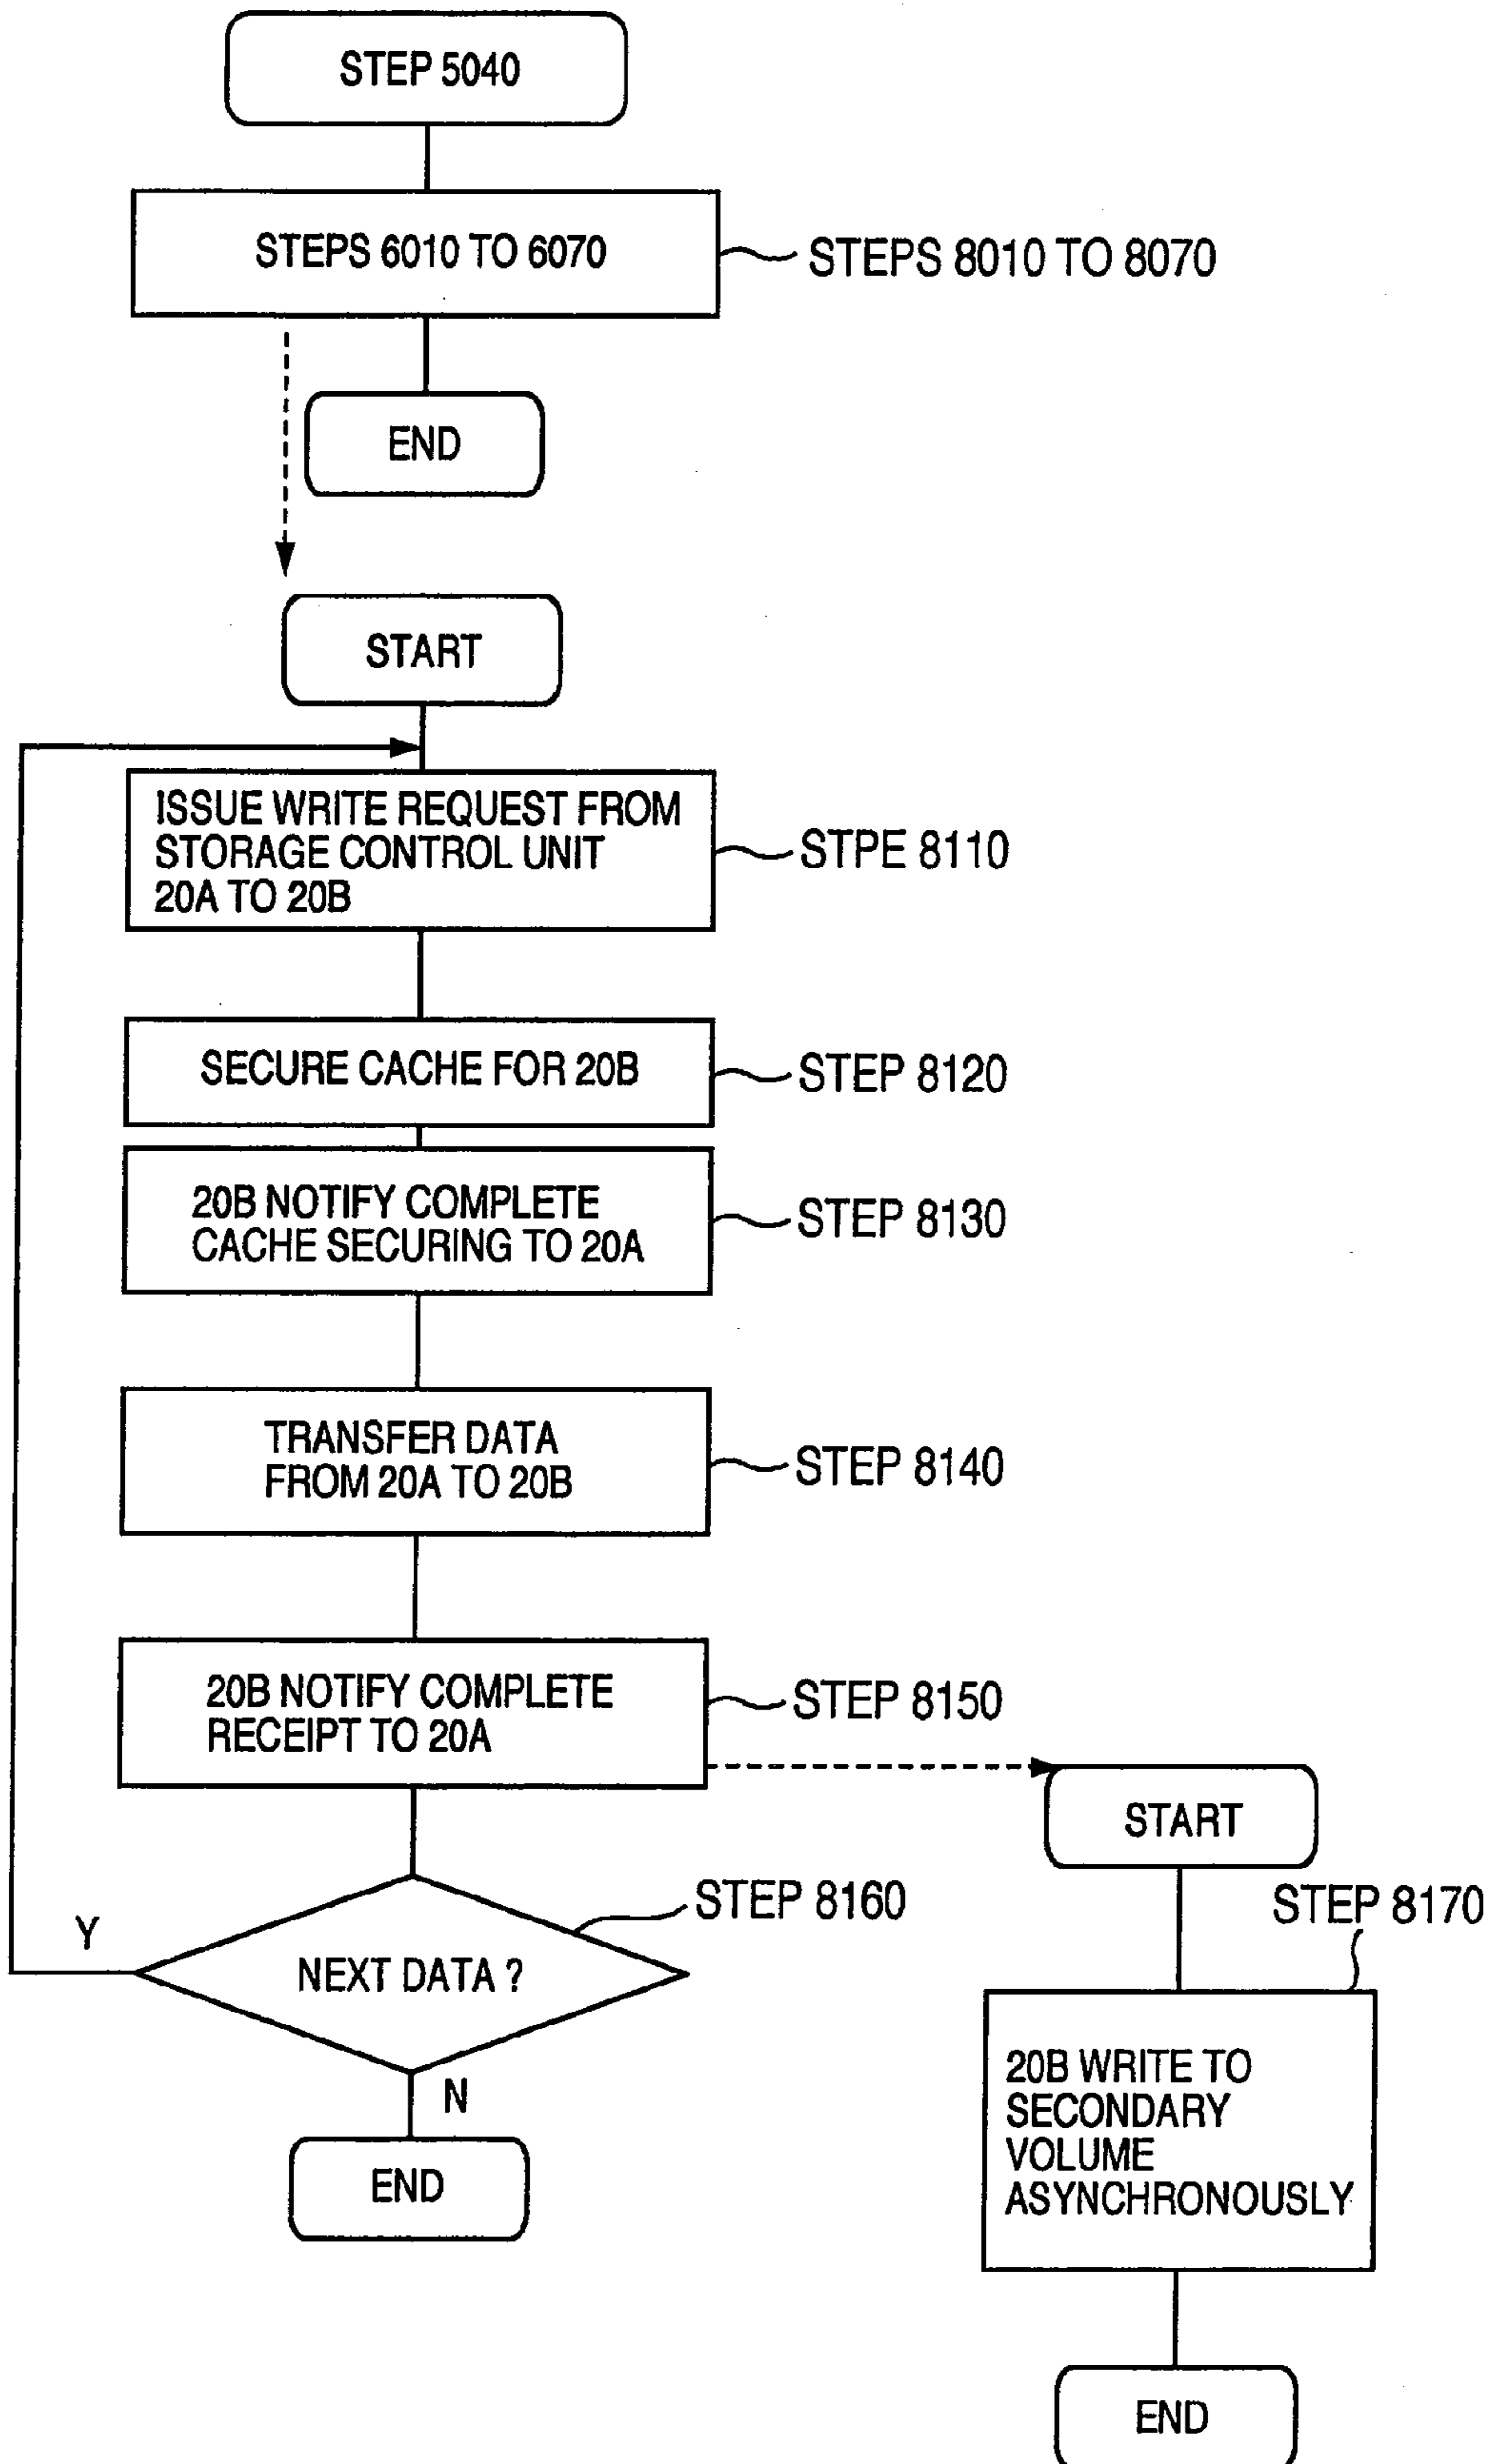 STEP 5040
STEPS 6010 TO 6070
STEPS 8010 TO 8070
END
START
ISSUE WRITE REQUEST FROM
STORAGE CONTROL UNIT
20A TO 20B
STPE 8110
SECURE CACHE FOR 20B
STEP 8120
20B NOTIFY COMPLETE
CACHE SECURING TO 20A
STEP 8130
TRANSFER DATA
FROM 20A TO 20B
STEP 8140
20B NOTIFY COMPLETE
RECEIPT TO 20A
STEP 8150
START
STEP 8160
STEP 8170
Y
NEXT DATA ?
N
END
20B WRITE TO
SECONDARY
VOLUME
ASYNCHRONOUSLY
END